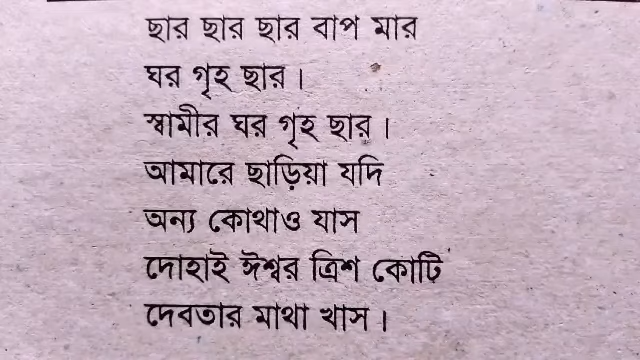 ছার ছার ছার বাপ মার
ঘর গৃহ ছার।
স্বামীর ঘর গৃহ ছার।
আমারে ছাড়িয়া যদি
অন্য কোথাও যাস
দোহাই ঈশ্বর ত্রিশ কোটি
দেবতার মাথা খাস।